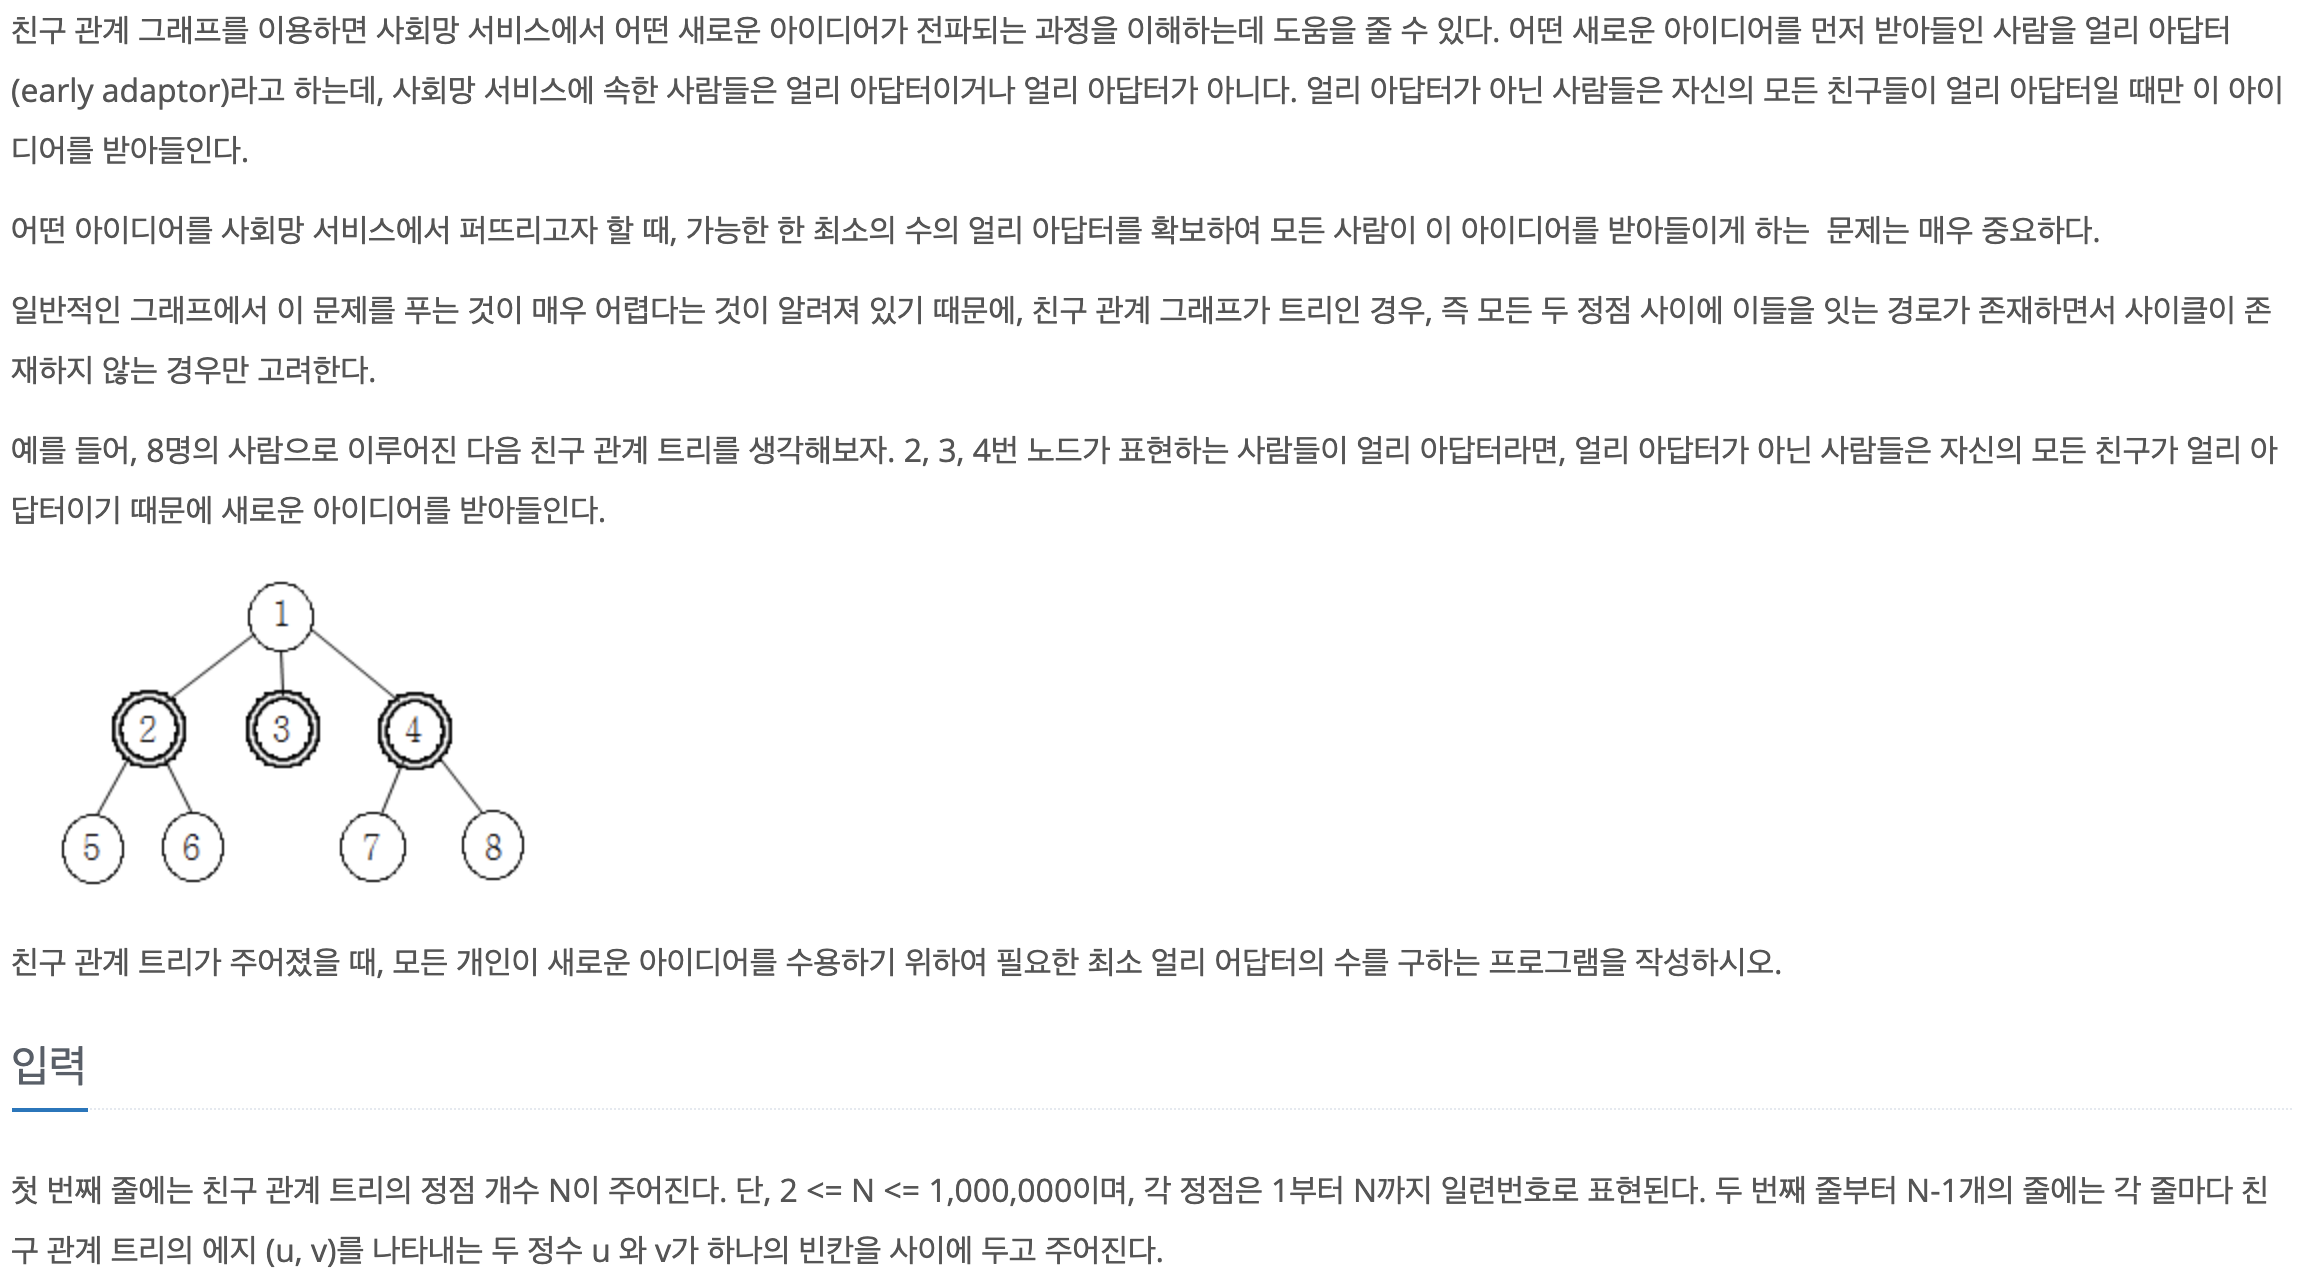 친구 관계 그래프를 이용하면 사회망 서비스에서 어떤 새로운 아이디어가 전파되는 과정을 이해하는데 도움을 줄 수 있다. 어떤 새로운 아이디어를 먼저 받아들인 사람을 얼리 아답터
(early adaptor)라고 하는데, 사회망 서비스에 속한 사람들은 얼리 아답터이거나 얼리 아답터가 아니다. 얼리 아답터가 아닌 사람들은 자신의 모든 친구들이 얼리 아답터일 때만 이 아이
디어를 받아들인다.
어떤 아이디어를 사회망 서비스에서 퍼뜨리고자 할 때, 가능한 한 최소의 수의 얼리 아답터를 확보하여 모든 사람이 이 아이디어를 받아들이게 하는  문제는 매우 중요하다.
일반적인 그래프에서 이 문제를 푸는 것이 매우 어렵다는 것이 알려져 있기 때문에, 친구 관계 그래프가 트리인 경우, 즉 모든 두 정점 사이에 이들을 잇는 경로가 존재하면서 사이클이 존
재하지 않는 경우만 고려한다.
예를 들어, 8명의 사람으로 이루어진 다음 친구 관계 트리를 생각해보자. 2, 3, 4번 노드가 표현하는 사람들이 얼리 아답터라면, 얼리 아답터가 아닌 사람들은 자신의 모든 친구가 얼리 아
답터이기 때문에 새로운 아이디어를 받아들인다.
1
2 3 4
5 6 7 8
친구 관계 트리가 주어졌을 때, 모든 개인이 새로운 아이디어를 수용하기 위하여 필요한 최소 얼리 어답터의 수를 구하는 프로그램을 작성하시오.
입력
첫 번째 줄에는 친구 관계 트리의 정점 개수 N이 주어진다. 단, 2 <= N <= 1,000,000이며, 각 정점은 1부터 N까지 일련번호로 표현된다. 두 번째 줄부터 N-1개의 줄에는 각 줄마다 친
구 관계 트리의 에지 (u, v)를 나타내는 두 정수 u 와 v가 하나의 빈칸을 사이에 두고 주어진다.